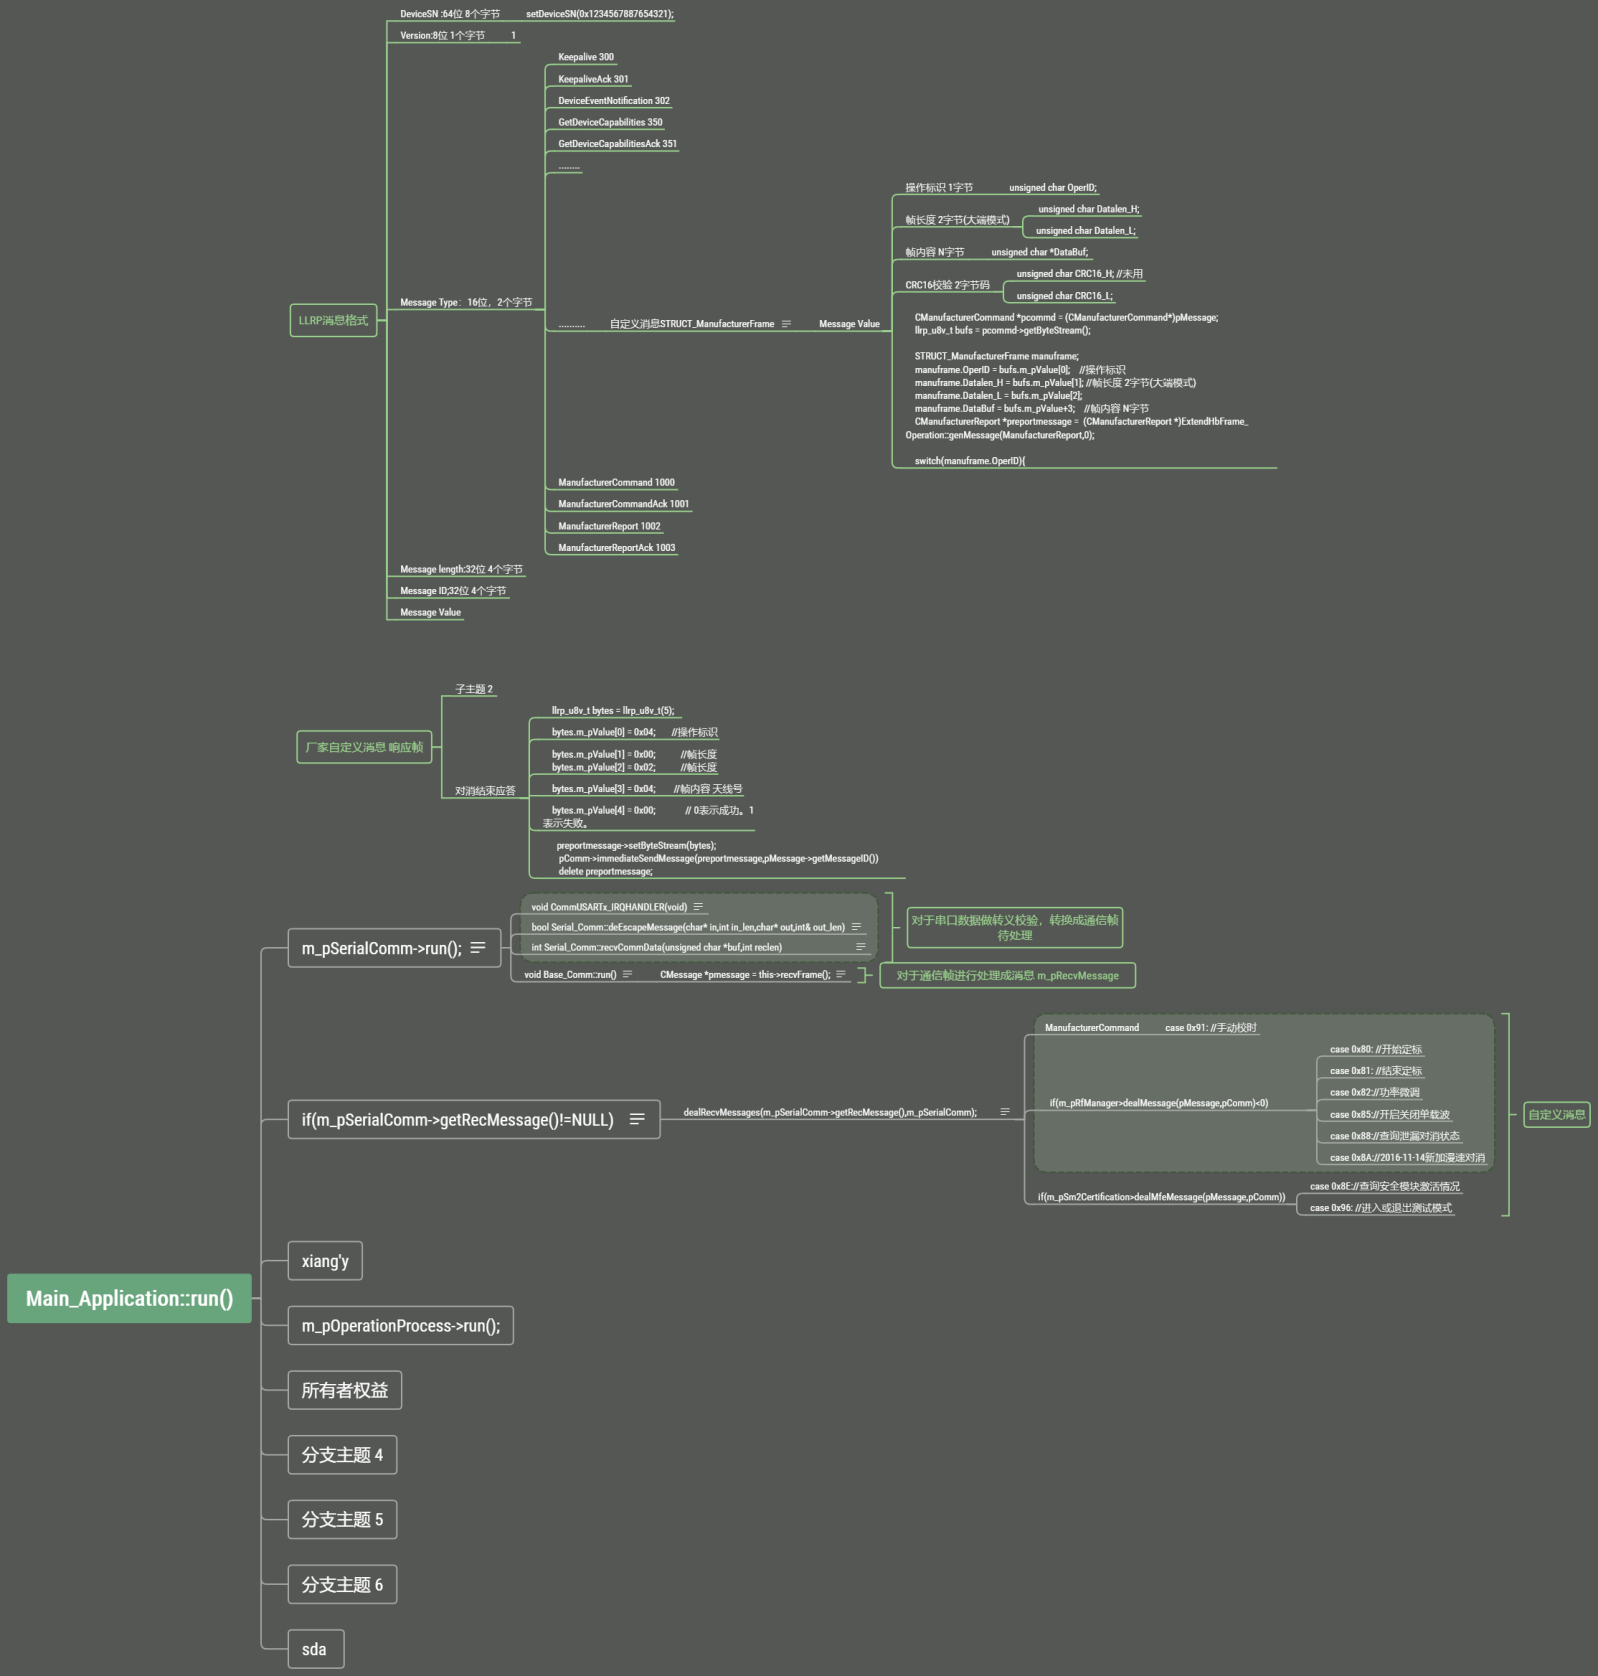 DeviceSN :64位 8个字节 setDeviceSN(0x1234567887654321);
Version:8位 1个字节 1
Keepalive 300
KeepaliveAck 301
DeviceEventNotification 302
GetDeviceCapabilities 350
GetDeviceCapabilitiesAck 351
........
操作标识 1字节 unsigned char OperID;
unsigned char Datalen_H;
帧长度 2字节(大端模式)
unsigned char Datalen_L;
帧内容 N字节 unsigned char *DataBuf;
unsigned char CRC16_H; //未用
CRC16校验 2字节码
unsigned char CRC16_L;
Message Type：16位，2个字节
LLRP消息格式
.......... 自定义消息STRUCT_ManufacturerFrame Message Value
CManufacturerCommand *pcommd = (CManufacturerCommand*)pMessage;
llrp_u8v_t bufs = pcommd->getByteStream();
STRUCT_ManufacturerFrame manuframe;
manuframe.OperID = bufs.m_pValue[0]; //操作标识
manuframe.Datalen_H = bufs.m_pValue[1]; //帧长度 2字节(大端模式)
manuframe.Datalen_L = bufs.m_pValue[2];
manuframe.DataBuf = bufs.m_pValue+3; //帧内容 N字节
CManufacturerReport *preportmessage = (CManufacturerReport *)ExtendHbFrame_
Operation::genMessage(ManufacturerReport,0);
switch(manuframe.OperID){
ManufacturerCommand 1000
ManufacturerCommandAck 1001
ManufacturerReport 1002
ManufacturerReportAck 1003
Message length:32位 4个字节
Message ID;32位 4个字节
Message Value
子主题 2
厂家自定义消息 响应帧
llrp_u8v_t bytes = llrp_u8v_t(5);
bytes.m_pValue[0] = 0x04; //操作标识
bytes.m_pValue[1] = 0x00; //帧长度
bytes.m_pValue[2] = 0x02; //帧长度
对消结束应答
bytes.m_pValue[3] = 0x04; //帧内容 天线号
bytes.m_pValue[4] = 0x00; // 0表示成功。1
表示失败。
preportmessage->setByteStream(bytes);
pComm->immediateSendMessage(preportmessage,pMessage->getMessageID())
delete preportmessage;
m_pSerialComm->run();
void CommUSARTx_IRQHANDLER(void)
bool Serial_Comm::deEscapeMessage(char* in,int in_len,char* out,int& out_len)
int Serial_Comm::recvCommData(unsigned char *buf,int reclen)
对于串口数据做转义校验，转换成通信帧
待处理
void Base_Comm::run() CMessage *pmessage = this->recvFrame();
对于通信帧进行处理成消息 m_pRecvMessage
if(m_pSerialComm->getRecMessage()!=NULL)
dealRecvMessages(m_pSerialComm->getRecMessage(),m_pSerialComm);
ManufacturerCommand case 0x91: //手动校时
if(m_pRfManager>dealMessage(pMessage,pComm)<0)
case 0x80: //开始定标
case 0x81: //结束定标
case 0x82://功率微调
case 0x85://开启关闭单载波
case 0x88://查询泄漏对消状态
case 0x8A://2016-11-14新加漫速对消
自定义消息
if(m_pSm2Certification>dealMfeMessage(pMessage,pComm))
case 0x8E://查询安全模块激活情况
case 0x96: //进入或退出测试模式
xiang'y
Main_Application::run()
m_pOperationProcess->run();
所有者权益
分支主题 4
分支主题 5
分支主题 6
sda